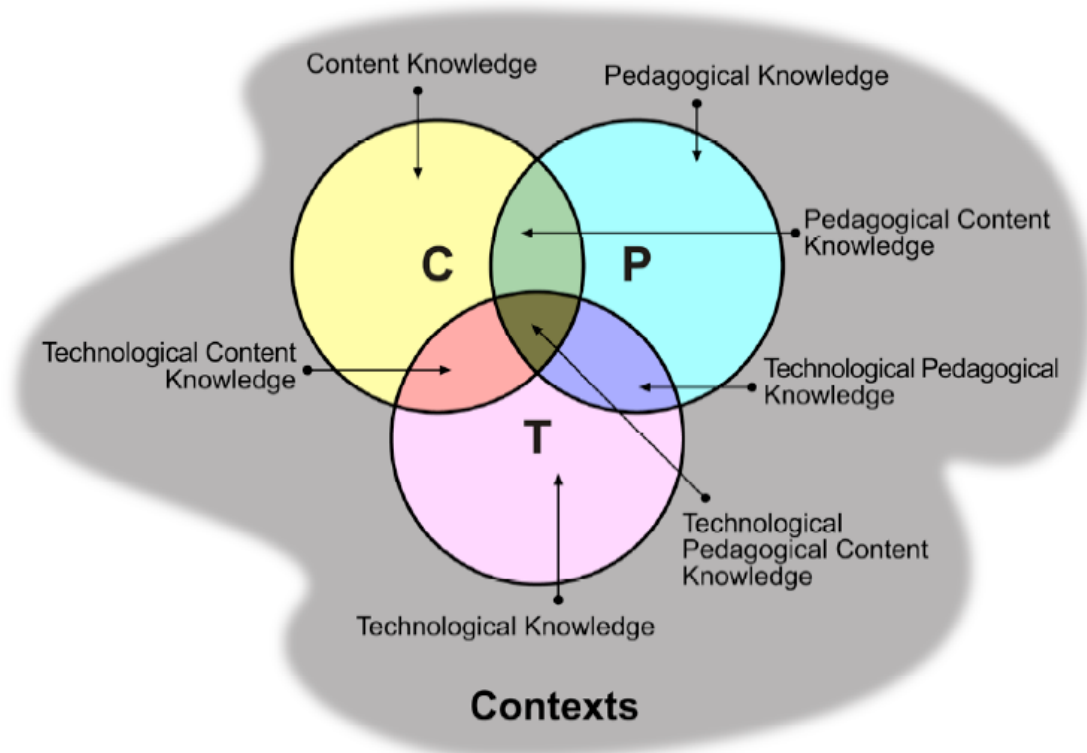 Content Knowledge
Pedagogical Knowledge
Pedagogical Content
Knowledge
C
P
Technological Content
Knowledge
Technological Pedagogical
Knowledge
T
Technological
Pedagogical Content
Knowledge
Technological Knowledge
Contexts